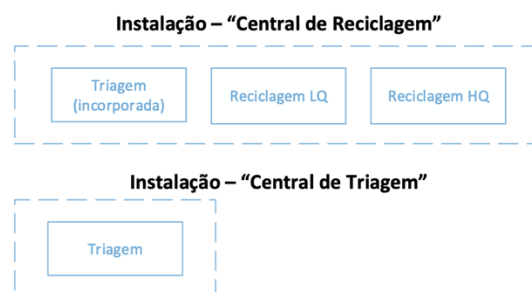 Instalação – “Central de Reciclagem”
Triagem
(incorporada)
Reciclagem LQ
Reciclagem HQ
Instalação – “Central de Triagem”
Triagem